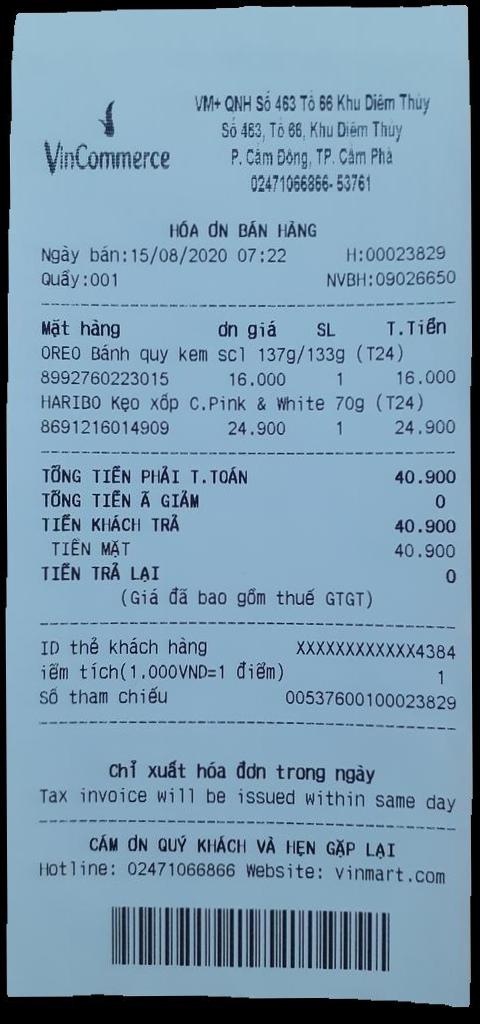 VinCommerce
VM+ QNH Số 463 Tổ 66 Khu Diêm Thủy
Số 463, Tổ 66, Khu Diêm Thủy
P. Cẩm Đông, TP. Cẩm Phả
02471066866- 53761
HÓA ƠN BÁN HÀNG
Ngày bán:15/08/2020 07:22 H:00023829
Quầy:001 NVBH:09026650
Mặt hàng ơn giá SL T.Tiền
OREO Bánh quy kem scl 137g/133g (T24)
8992760223015 16.000 1 16.000
HARIBO Kẹo xốp C.Pink & White 70g (T24)
8691216014909 24.900 1 24.900
TỔNG TIỀN PHẢI T.TOÁN 40.900
TỔNG TIỀN Ã GIẢM 0
TIỀN KHÁCH TRẢ 40.900
TIỀN MẶT 40.900
TIỀN TRẢ LẠI 0
(Giá đã bao gồm thuế GTGT)
ID thẻ khách hàng XXXXXXXXXXXX4384
iểm tích(1.000VND=1 điểm) 1
Số tham chiếu 00537600100023829
Chỉ xuất hóa đơn trong ngày
Tax invoice will be issued within same day
CÁM ƠN QUÝ KHÁCH VÀ HẸN GẶP LẠI
Hotline: 02471066866 Website: vinmart.com